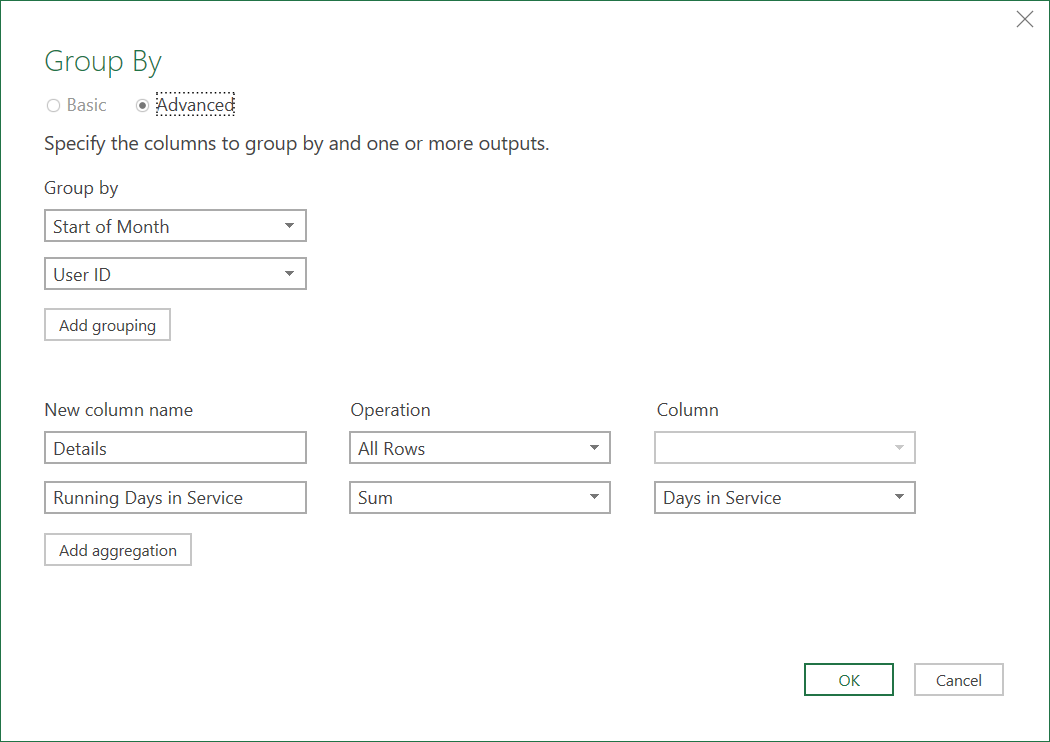 Group By
Basic Advanced
Specify the columns to group by and one or more outputs.
Group by
Start of Month
User ID
Add grouping
New column name Operation Column
Details All Rows
Running Days in Service Sum Days in Service
Add aggregation
OK Cancel